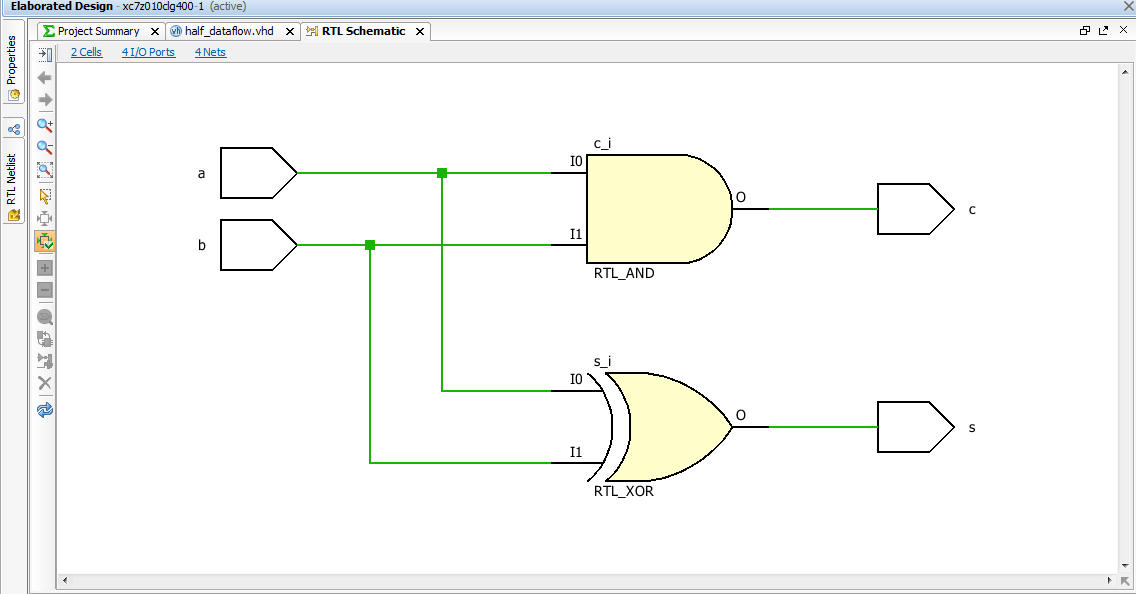 Elaborated Design - xc7z010clg400-1 (active)
Properties
RTL Netlist
Project Summary
half_dataflow.vhd
RTL Schematic
2 Cells
4 I/O Ports
4 Nets
c_i
a
I0
O
c
b
I1
RTL_AND
s_i
I0
O
s
I1
RTL_XOR